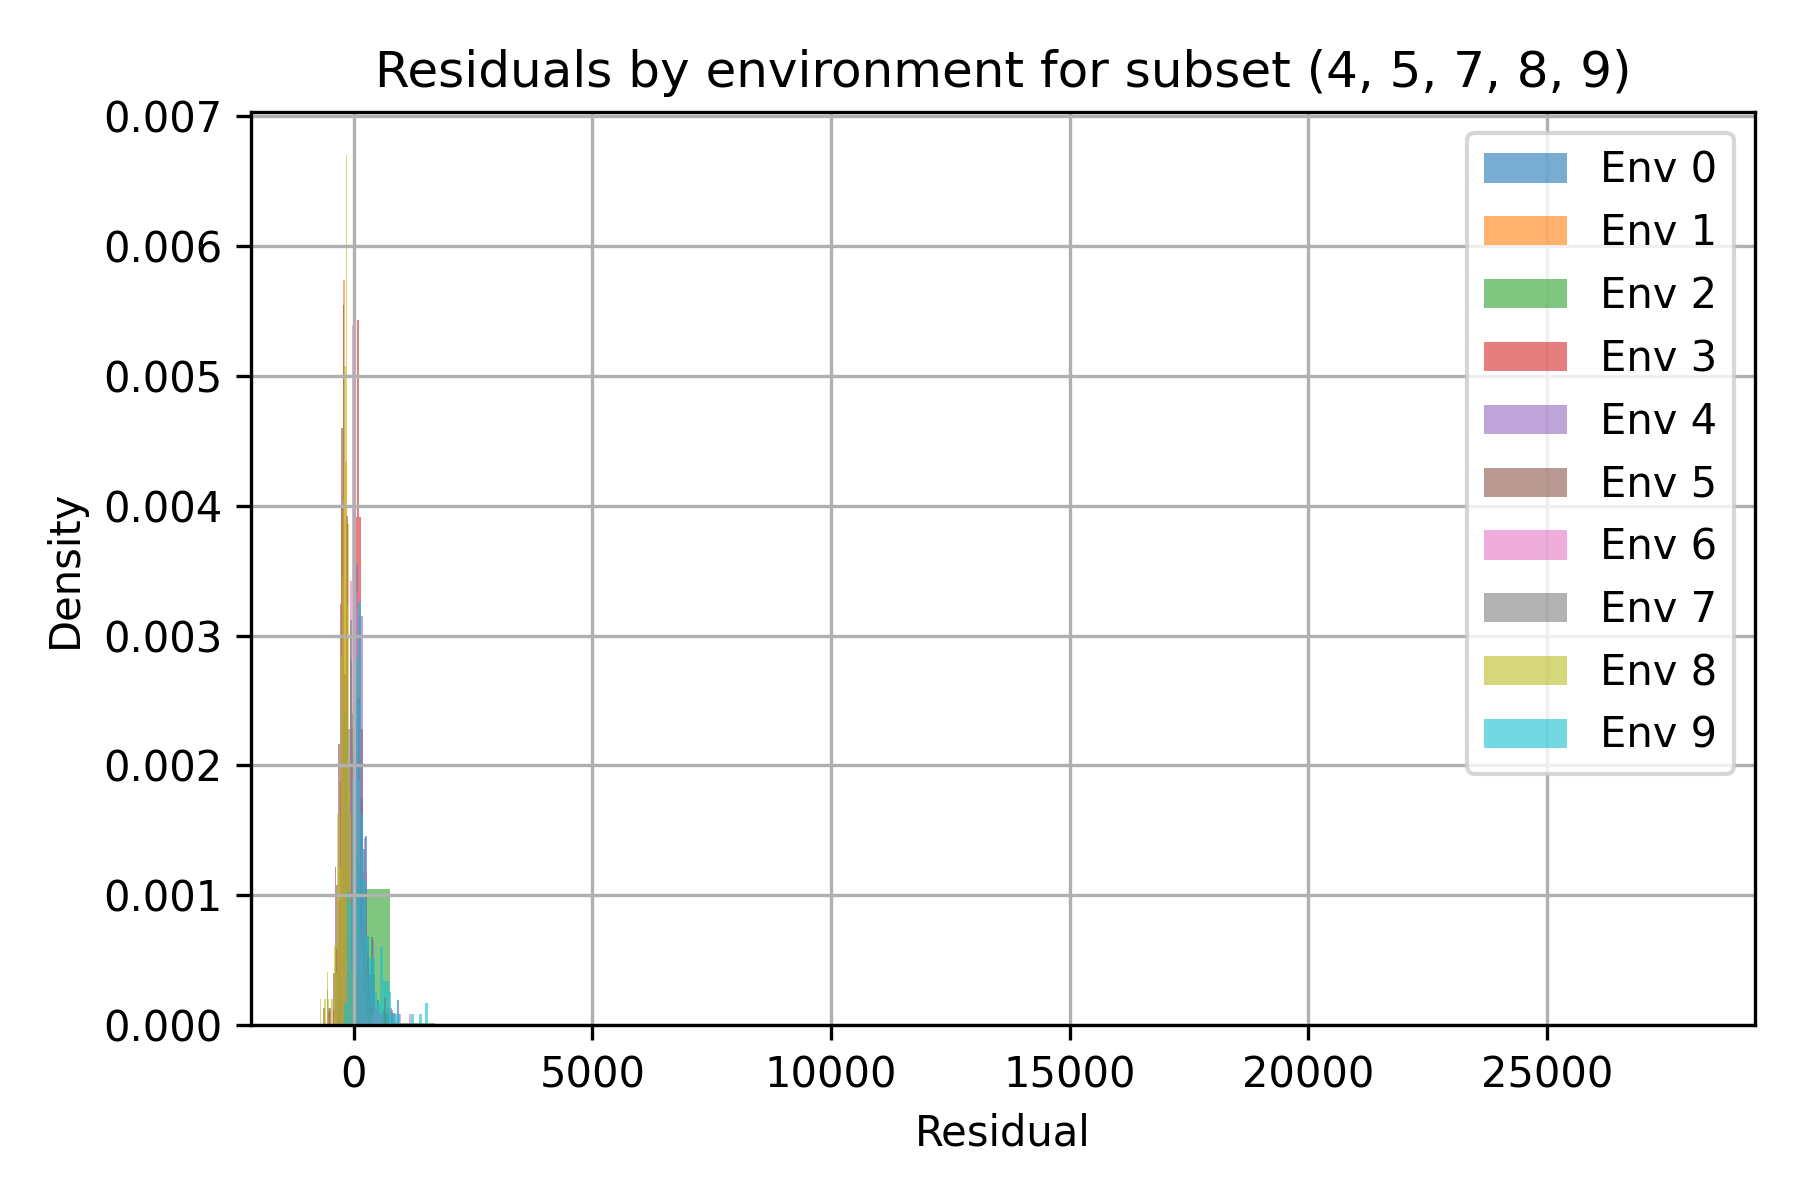 Residuals by environment for subset (4, 5, 7, 8, 9)
0.007
0.006
0.005
0.004
0.003
0.002
0.001
0.000
Density
0
5000
10000
15000
20000
25000
Residual
Env 0
Env 1
Env 2
Env 3
Env 4
Env 5
Env 6
Env 7
Env 8
Env 9